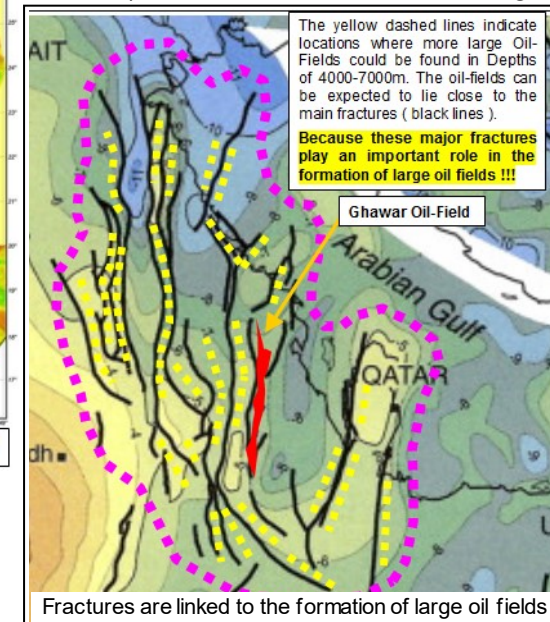 The yellow dashed lines indicate
locations where more large Oil-
Fields could be found in Depths
of 4000-7000m. The oil-fields can
be expected to lie close to the
main fractures ( black lines ).
Because these major fractures
play an important role in the
formation of large oil fields !!!
AIT
Ghawar Oil-Field
Arabian Gulf
QATAR
dh
Fractures are linked to the formation of large oil fields